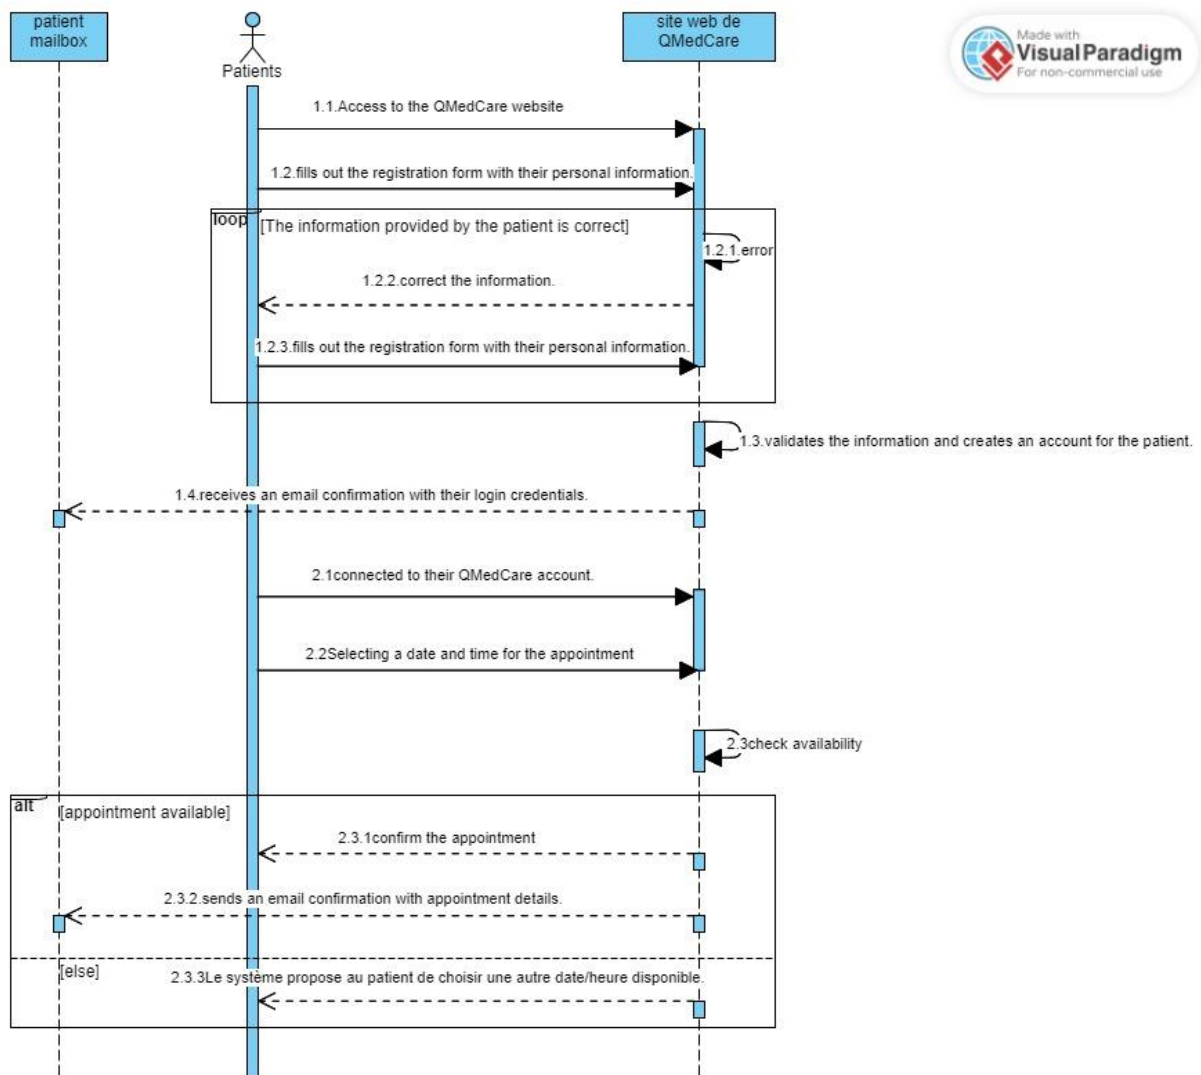 patient
mailbox
Patients
site web de
QMedCare
Made with
Visual Paradigm
For non-commercial use
1.1.Access to the QMedCare website
1.2.fills out the registration form with their personal information.
loop
[The information provided by the patient is correct]
1.2.1.error
1.2.2.correct the information.
1.2.3.fills out the registration form with their personal information.
1.3.validates the information and creates an account for the patient.
1.4.receives an email confirmation with their login credentials.
2.1connected to their QMedCare account.
2.2Selecting a date and time for the appointment
2.3check availability
alt
[appointment available]
2.3.1confirm the appointment
2.3.2.sends an email confirmation with appointment details.
[else]
2.3.3Le système propose au patient de choisir une autre date/heure disponible.